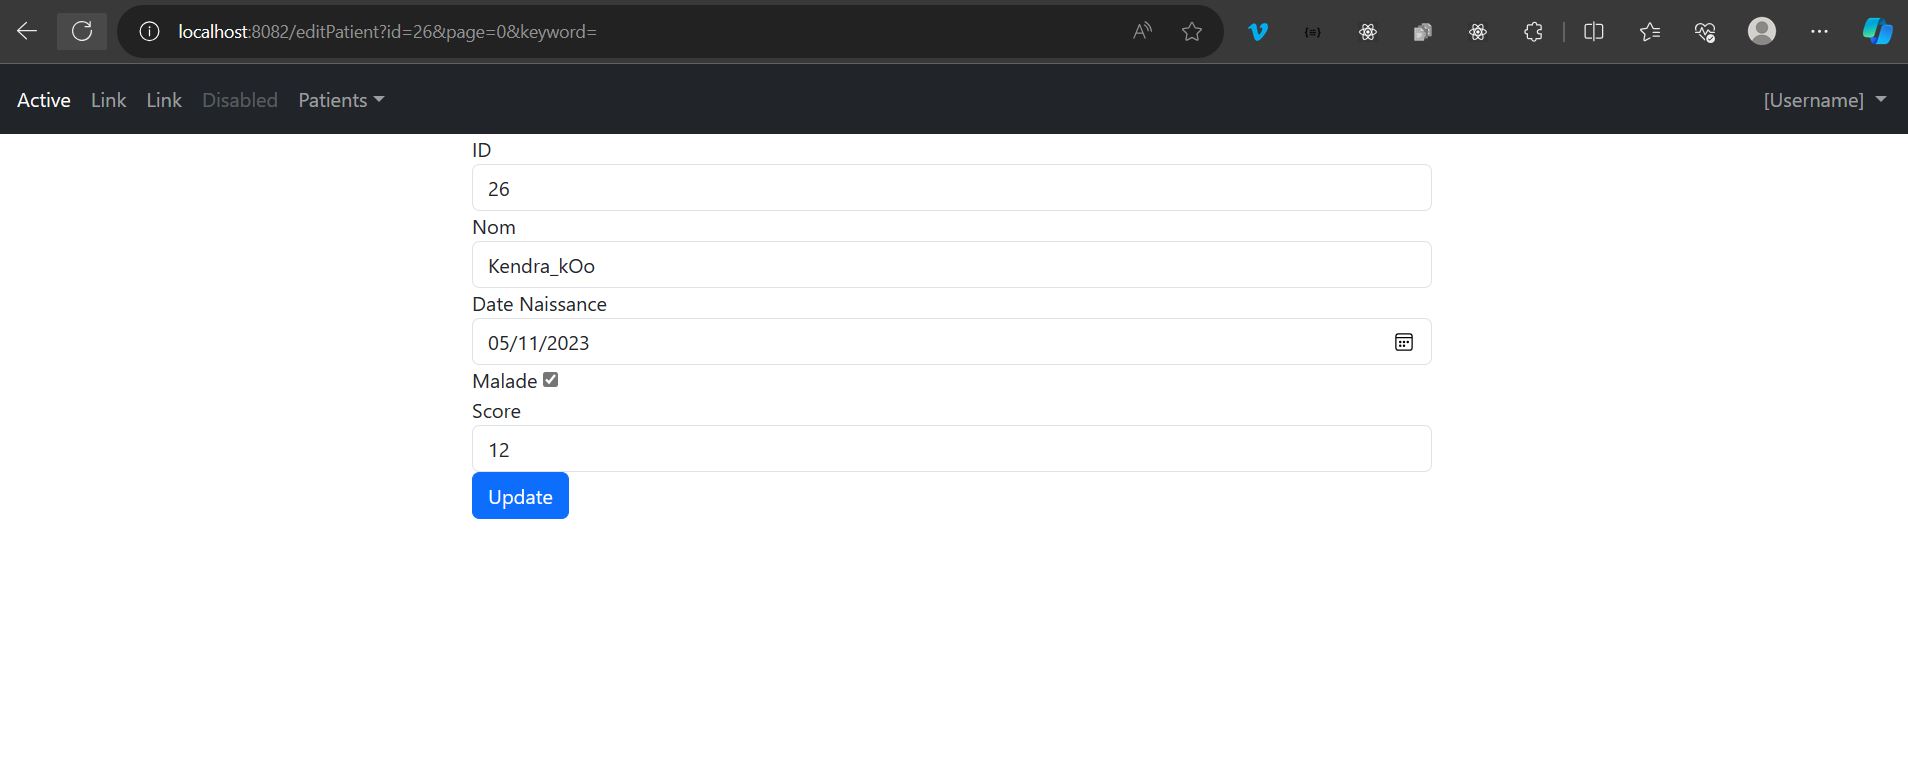 localhost:8082/editPatient?id=26&page=0&keyword=
Active Link Link Disabled Patients [Username]
ID
26
Nom
Kendra_kOo
Date Naissance
05/11/2023
Malade
Score
12
Update